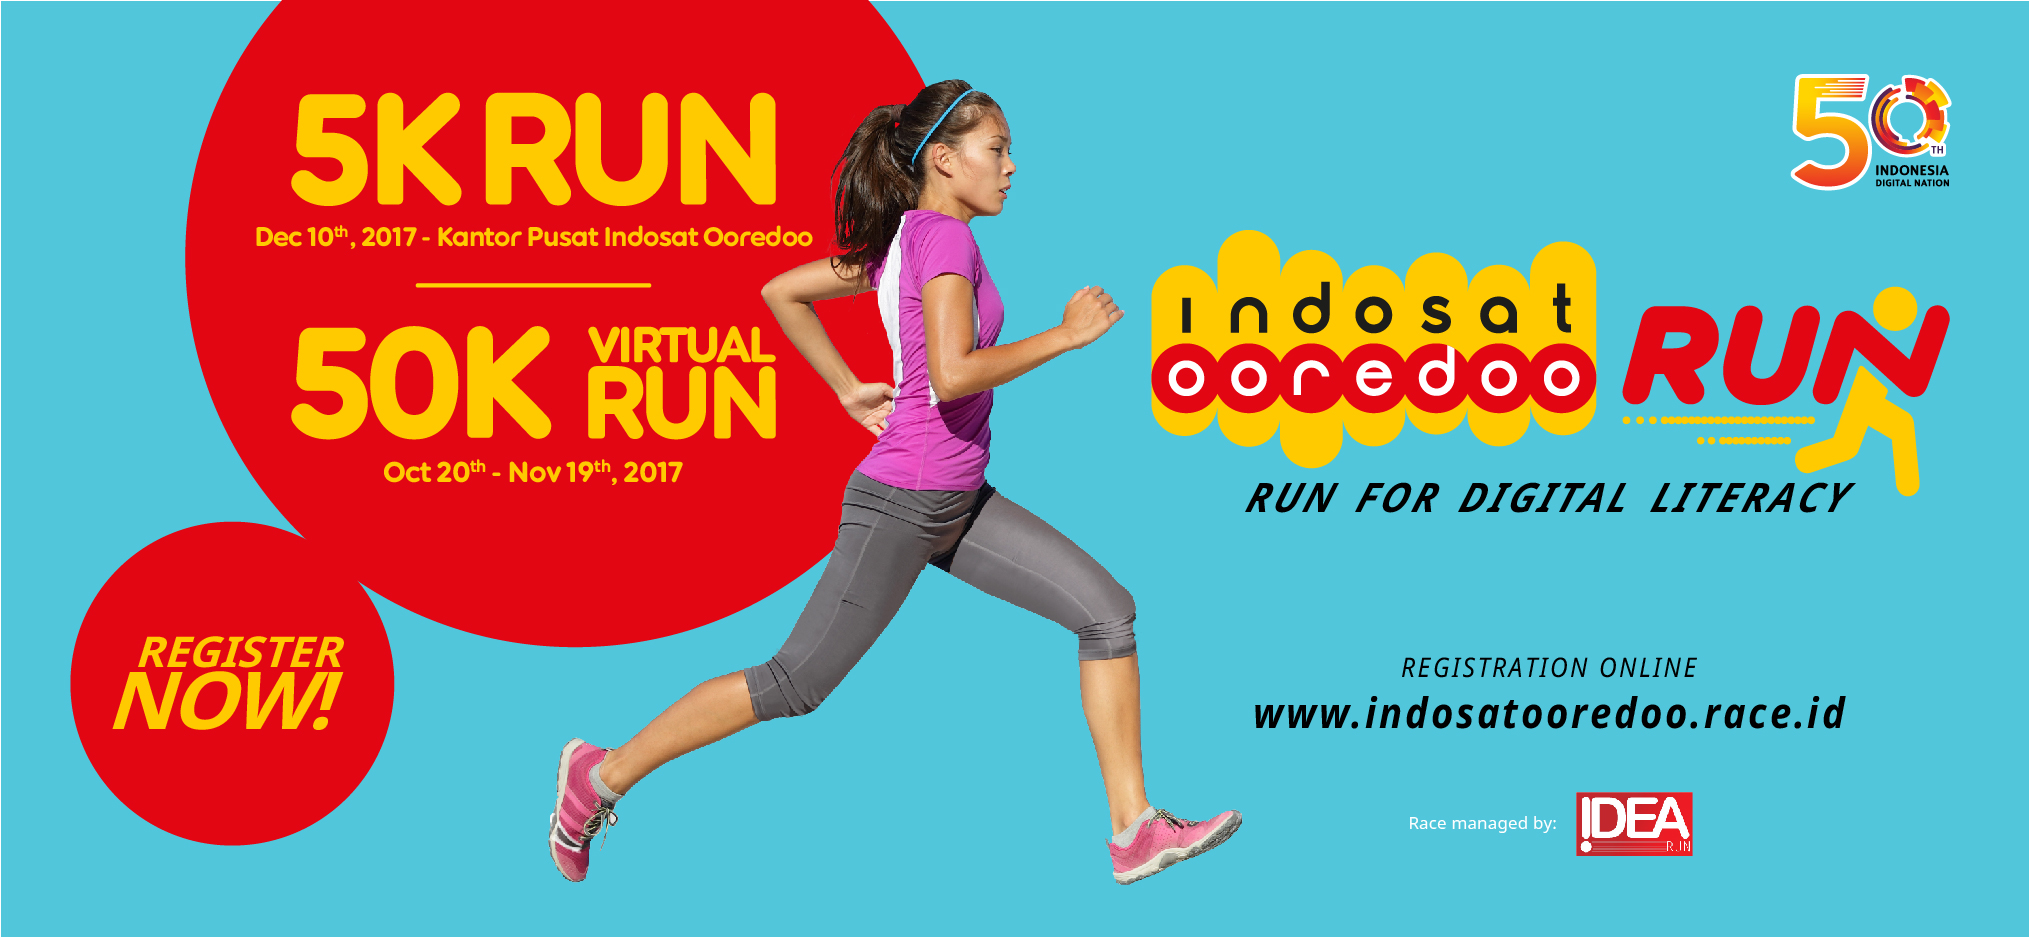 5K RUN
Dec 10th, 2017 - Kantor Pusat Indosat Ooredoo
50K VIRTUAL RUN
Oct 20th - Nov 19th, 2017
REGISTER
NOW!
50TH
INDONESIA
DIGITAL NATION
indosat
ooredoo
RUN
RUN FOR DIGITAL LITERACY
REGISTRATION ONLINE
www.indosatooredoo.race.id
Race managed by:
IDEA